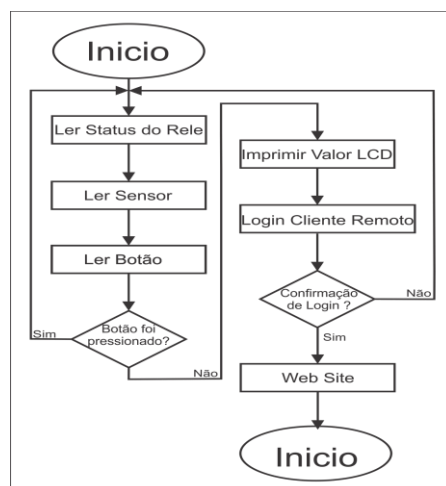 Inicio
Ler Status do Rele
Ler Sensor
Ler Botão
Botão foi
pressionado?
Sim
Não
Imprimir Valor LCD
Login Cliente Remoto
Confirmação
de Login ?
Não
Sim
Web Site
Inicio